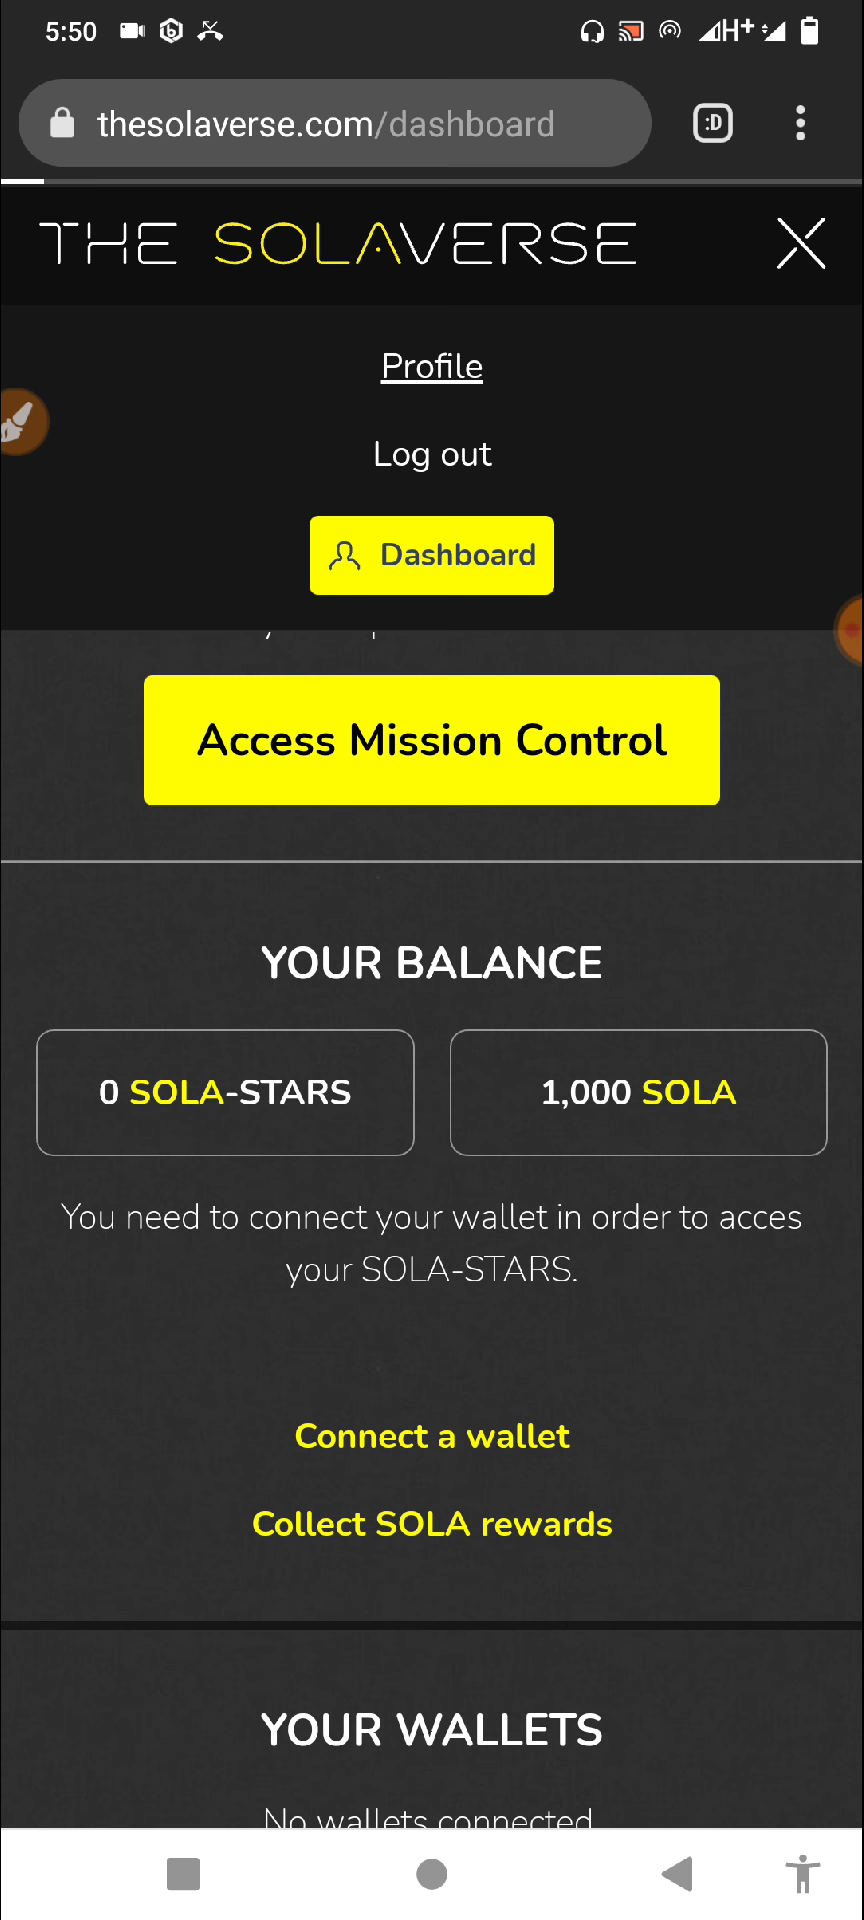 5:50
H+
thesolaverse.com/dashboard
:D
THE SOLAVERSE
Profile
Log out
Dashboard
Access Mission Control
YOUR BALANCE
0 SOLA-STARS
1,000 SOLA
You need to connect your wallet in order to acces
your SOLA-STARS.
Connect a wallet
Collect SOLA rewards
YOUR WALLETS
No wallets connected